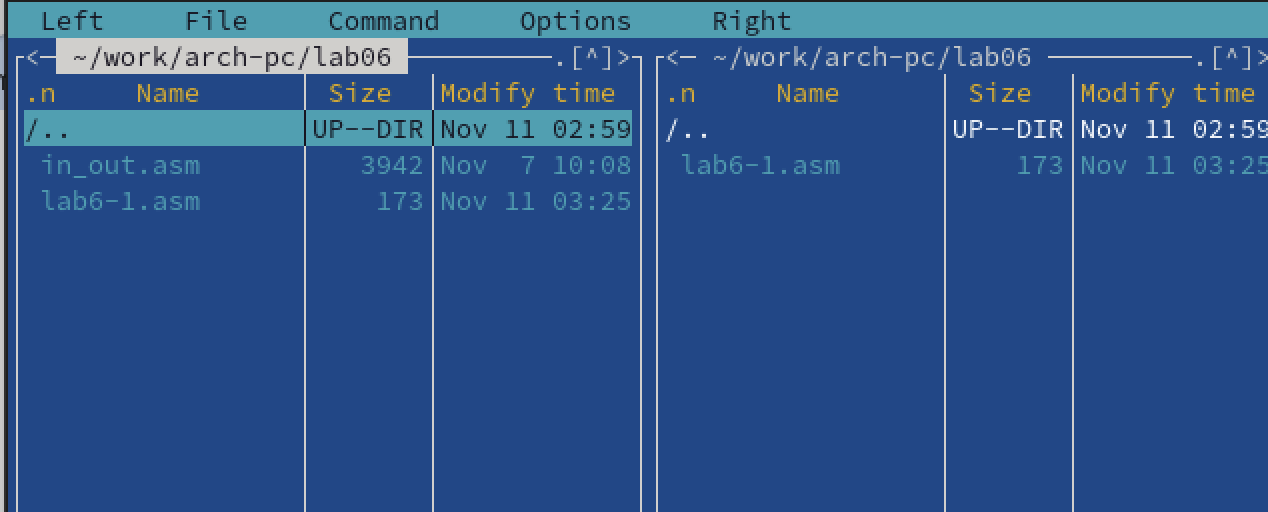 Left File Command Options Right
<─ ~/work/arch-pc/lab06 ─.[^]> <─ ~/work/arch-pc/lab06 ─.[^]>
.n Name Size Modify time .n Name Size Modify time
/.. UP--DIR Nov 11 02:59 /.. UP--DIR Nov 11 02:59
in_out.asm 3942 Nov 7 10:08 lab6-1.asm 173 Nov 11 03:25
lab6-1.asm 173 Nov 11 03:25